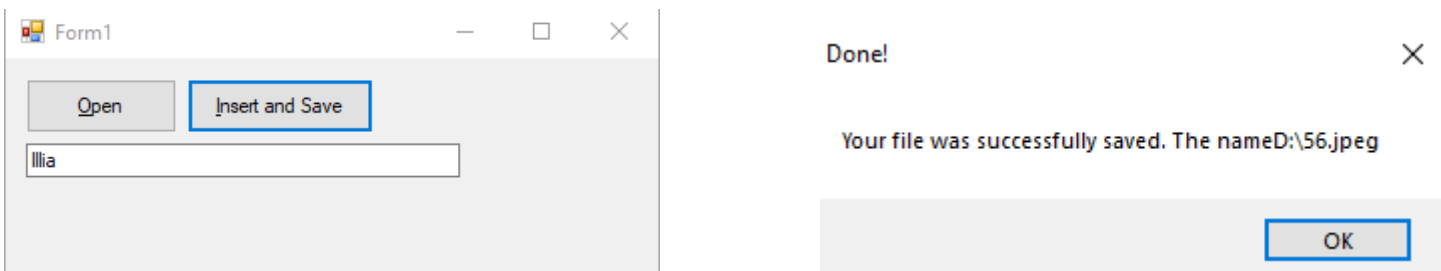 Form1
Open
Insert and Save
Illia
Done!
Your file was successfully saved. The nameD:\56.jpeg
OK